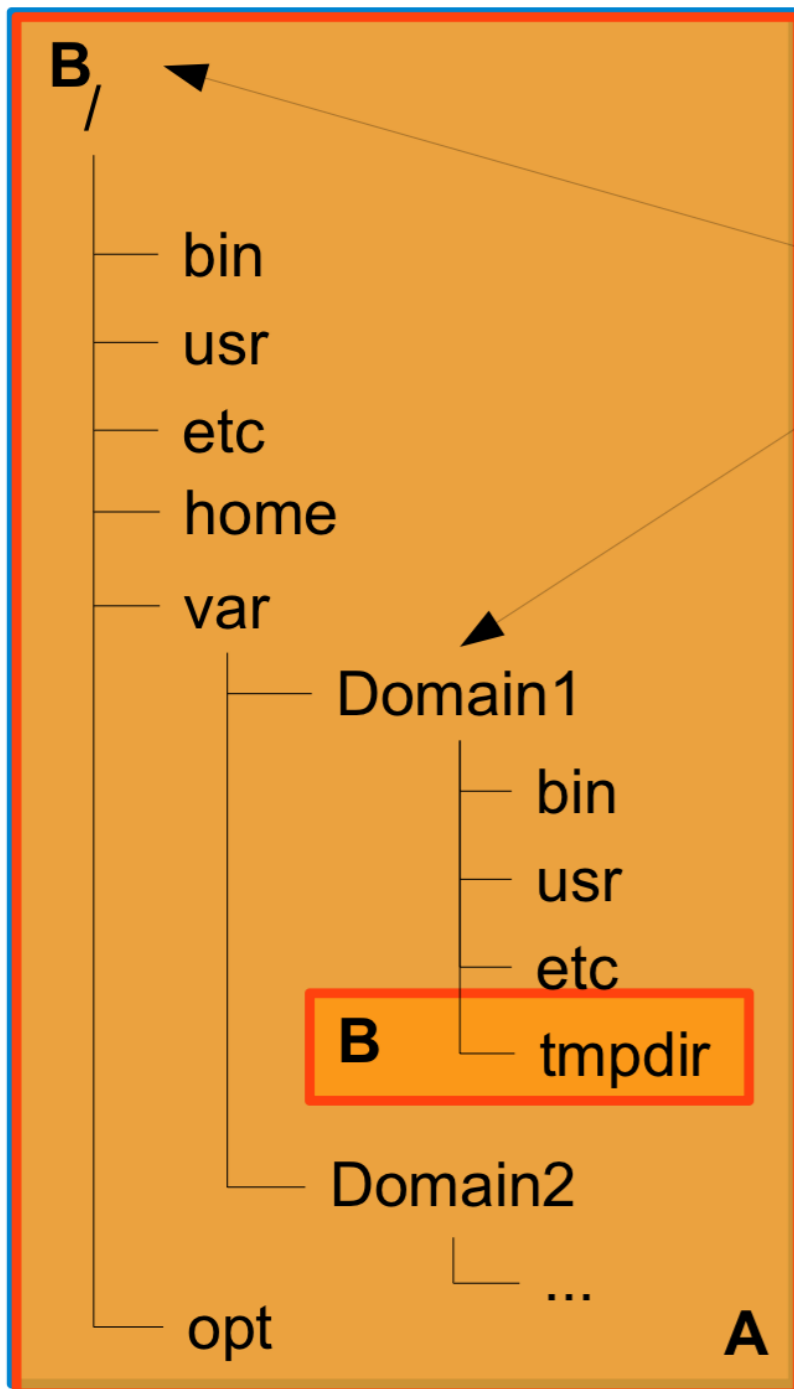 B
/
bin
usr
etc
home
var
Domain1
bin
usr
etc
B tmpdir
Domain2
...
opt
A